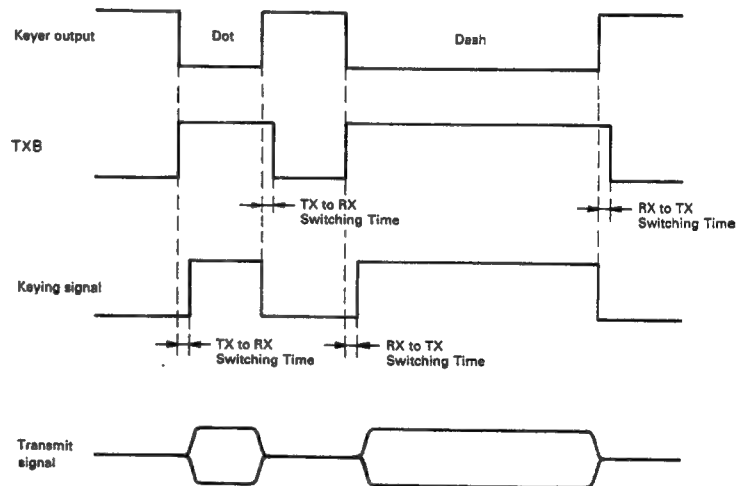 Keyer output
Dot
Dash
TXB
TX to RX
Switching Time
RX to TX
Switching Time
Keying signal
TX to RX
Switching Time
RX to TX
Switching Time
Transmit
signal